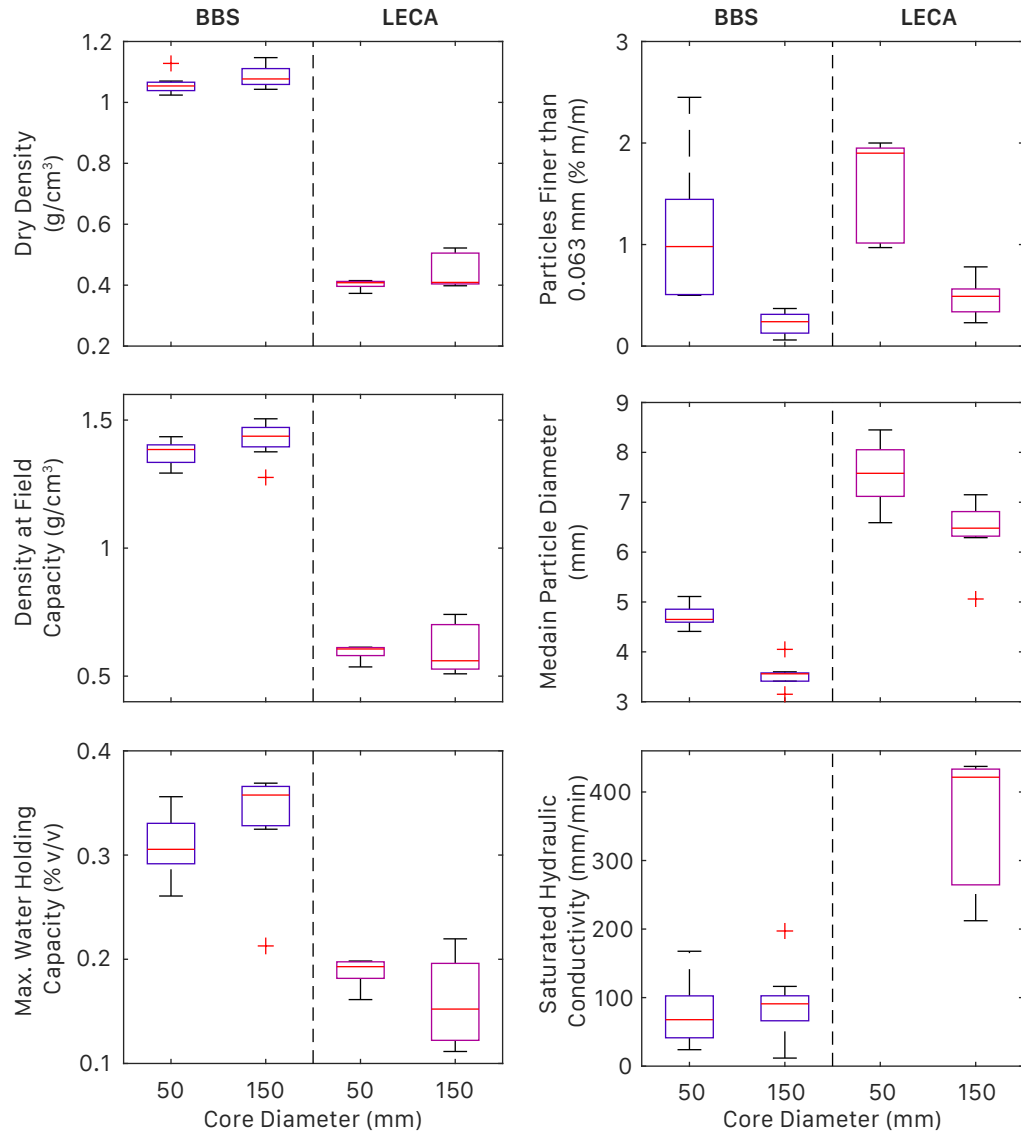 BBS LECA
BBS LECA
Dry Density
(g/cm³)
1.2
1
0.8
0.6
0.4
0.2
Particles Finer than
0.063 mm (% m/m)
3
2
1
0
Density at Field
Capacity (g/cm³)
1.5
1
0.5
Medain Particle Diameter
(mm)
9
8
7
6
5
4
3
Max. Water Holding
Capacity (% v/v)
0.4
0.3
0.2
0.1
50 150 50 150
Core Diameter (mm)
Saturated Hydraulic
Conductivity (mm/min)
400
300
200
100
0
50 150 50 150
Core Diameter (mm)